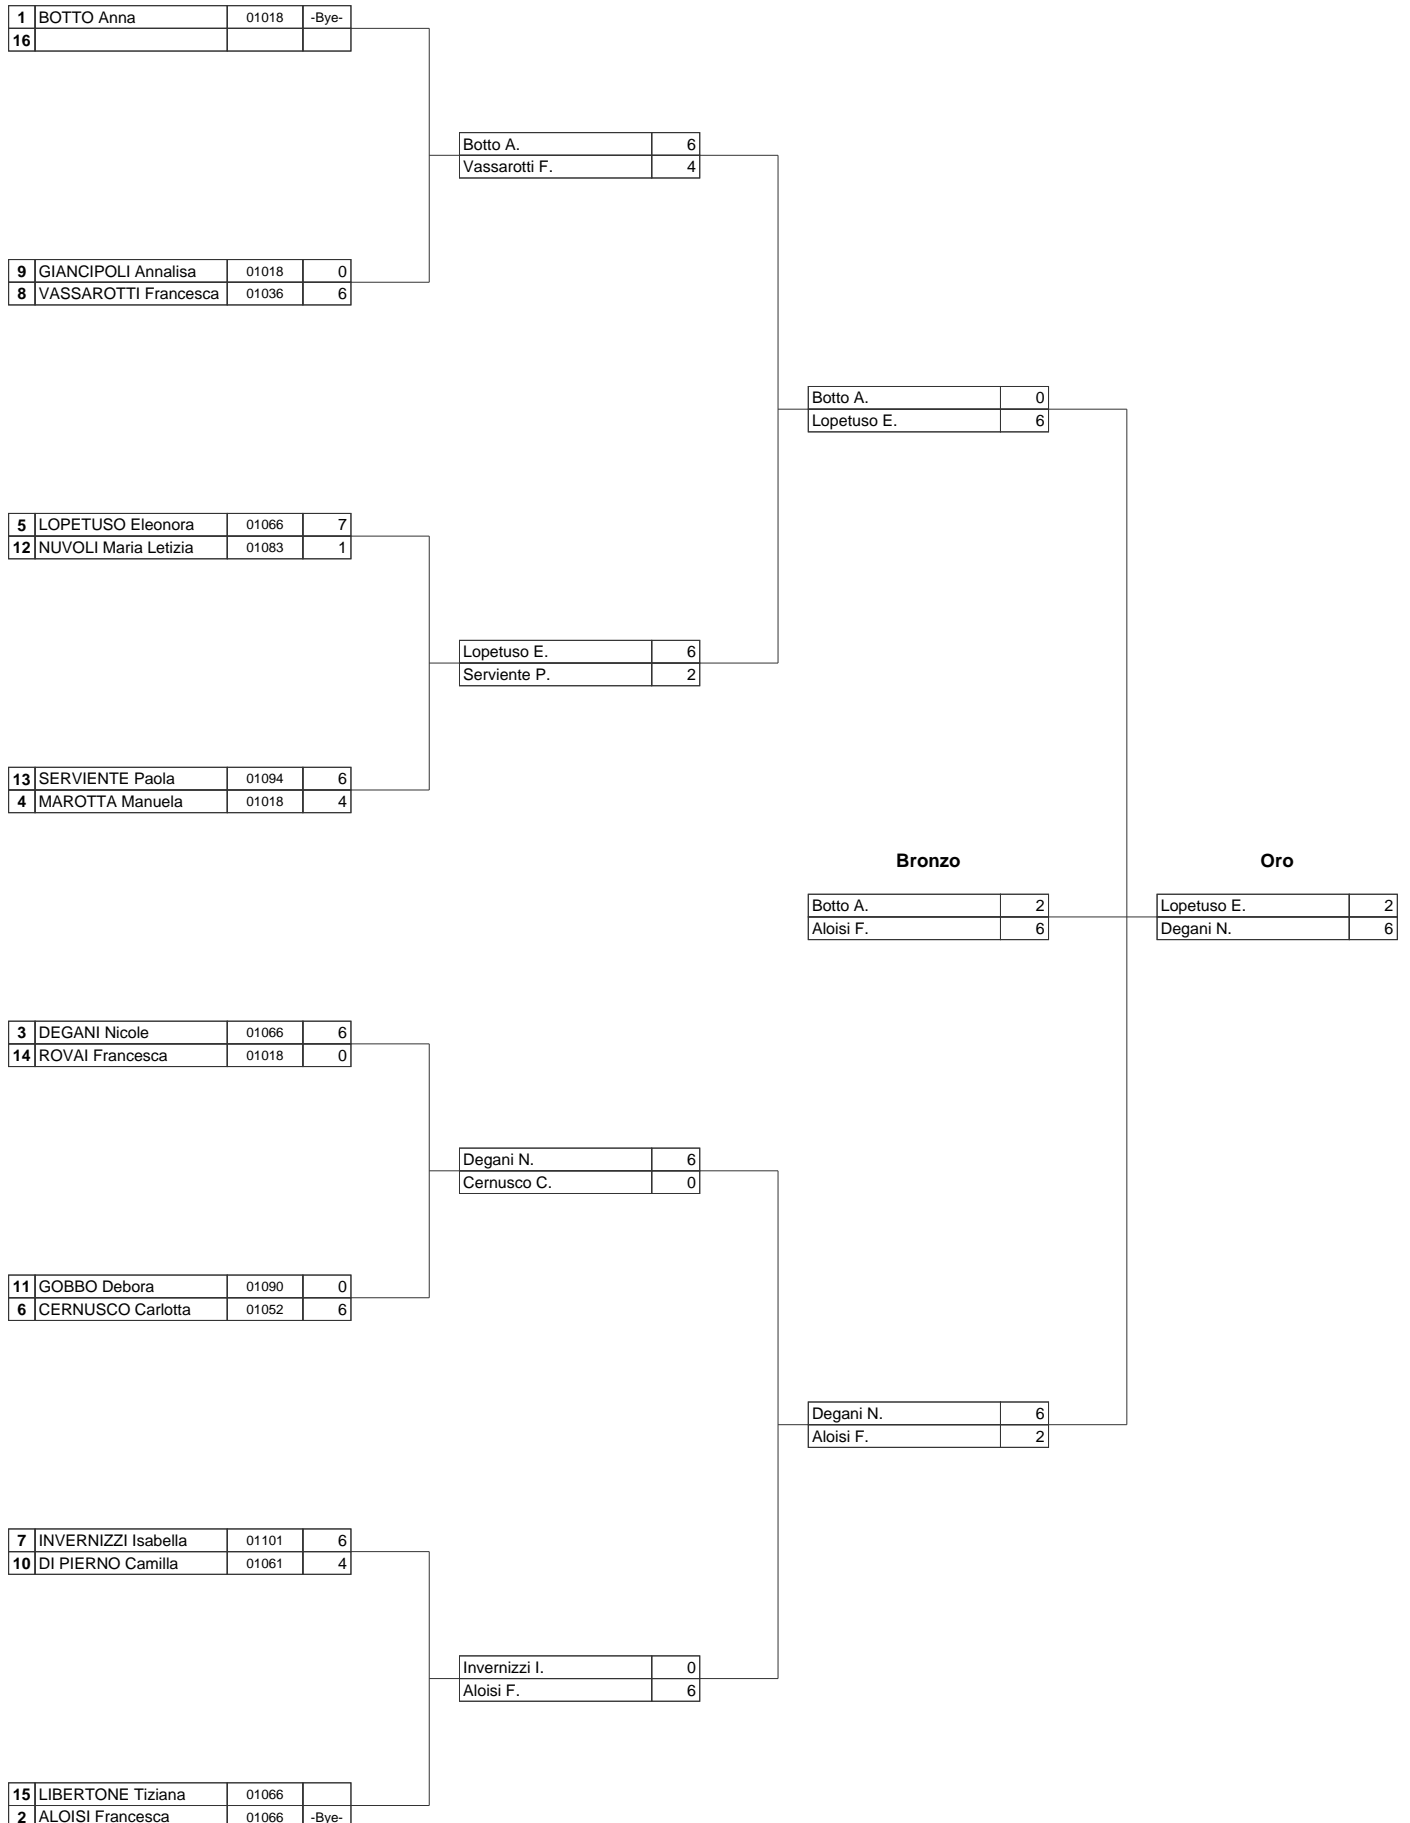 1 BOTTO Anna 01018 -Bye-
16
Botto A. 6
Vassarotti F. 4
9 GIANCIPOLI Annalisa 01018 0
8 VASSAROTTI Francesca 01036 6
Botto A. 0
Lopetuso E. 6
5 LOPETUSO Eleonora 01066 7
12 NUVOLI Maria Letizia 01083 1
Lopetuso E. 6
Serviente P. 2
13 SERVIENTE Paola 01094 6
4 MAROTTA Manuela 01018 4
Bronzo Oro
Botto A. 2 Lopetuso E. 2
Aloisi F. 6 Degani N. 6
3 DEGANI Nicole 01066 6
14 ROVAI Francesca 01018 0
Degani N. 6
Cernusco C. 0
11 GOBBO Debora 01090 0
6 CERNUSCO Carlotta 01052 6
Degani N. 6
Aloisi F. 2
7 INVERNIZZI Isabella 01101 6
10 DI PIERNO Camilla 01061 4
Invernizzi I. 0
Aloisi F. 6
15 LIBERTONE Tiziana 01066
2 ALOISI Francesca 01066 -Bye-